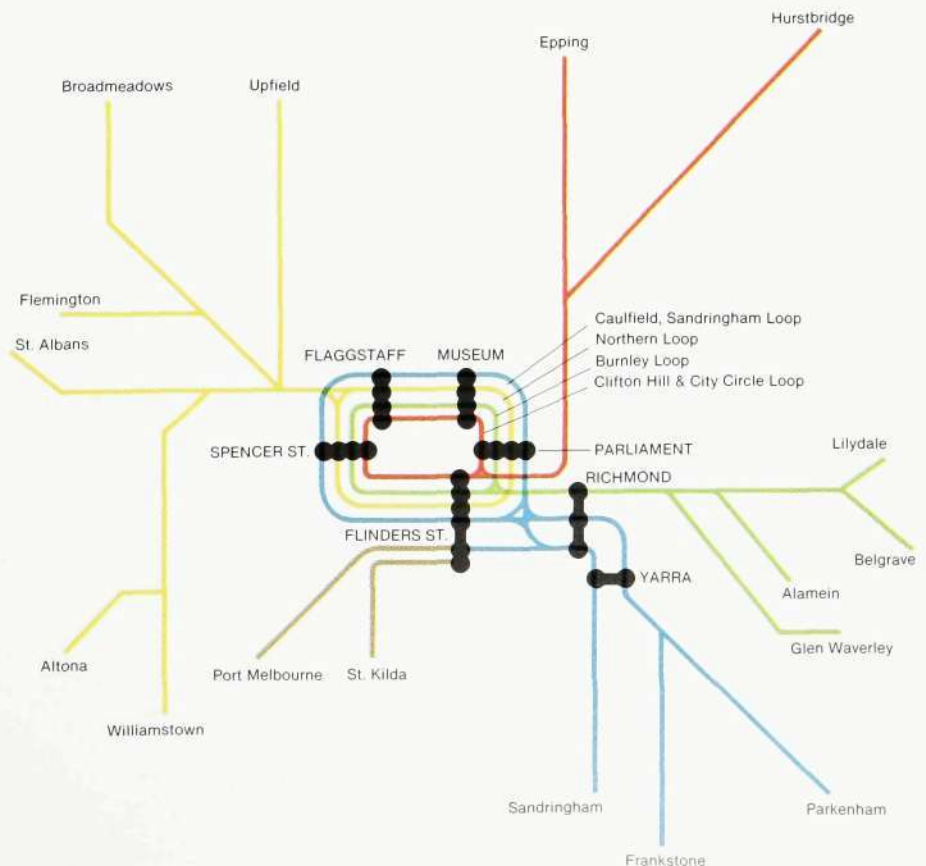 Hurstbridge
Epping
Broadmeadows
Upfield
Flemington
St. Albans
Caulfield, Sandringham Loop
Northern Loop
Burnley Loop
Clifton Hill & City Circle Loop
FLAGGSTAFF
MUSEUM
SPENCER ST.
PARLIAMENT
RICHMOND
Lilydale
FLINDERS ST.
Belgrave
YARRA
Alamein
Glen Waverley
Altona
Port Melbourne
St. Kilda
Williamstown
Sandringham
Parkenham
Frankstone